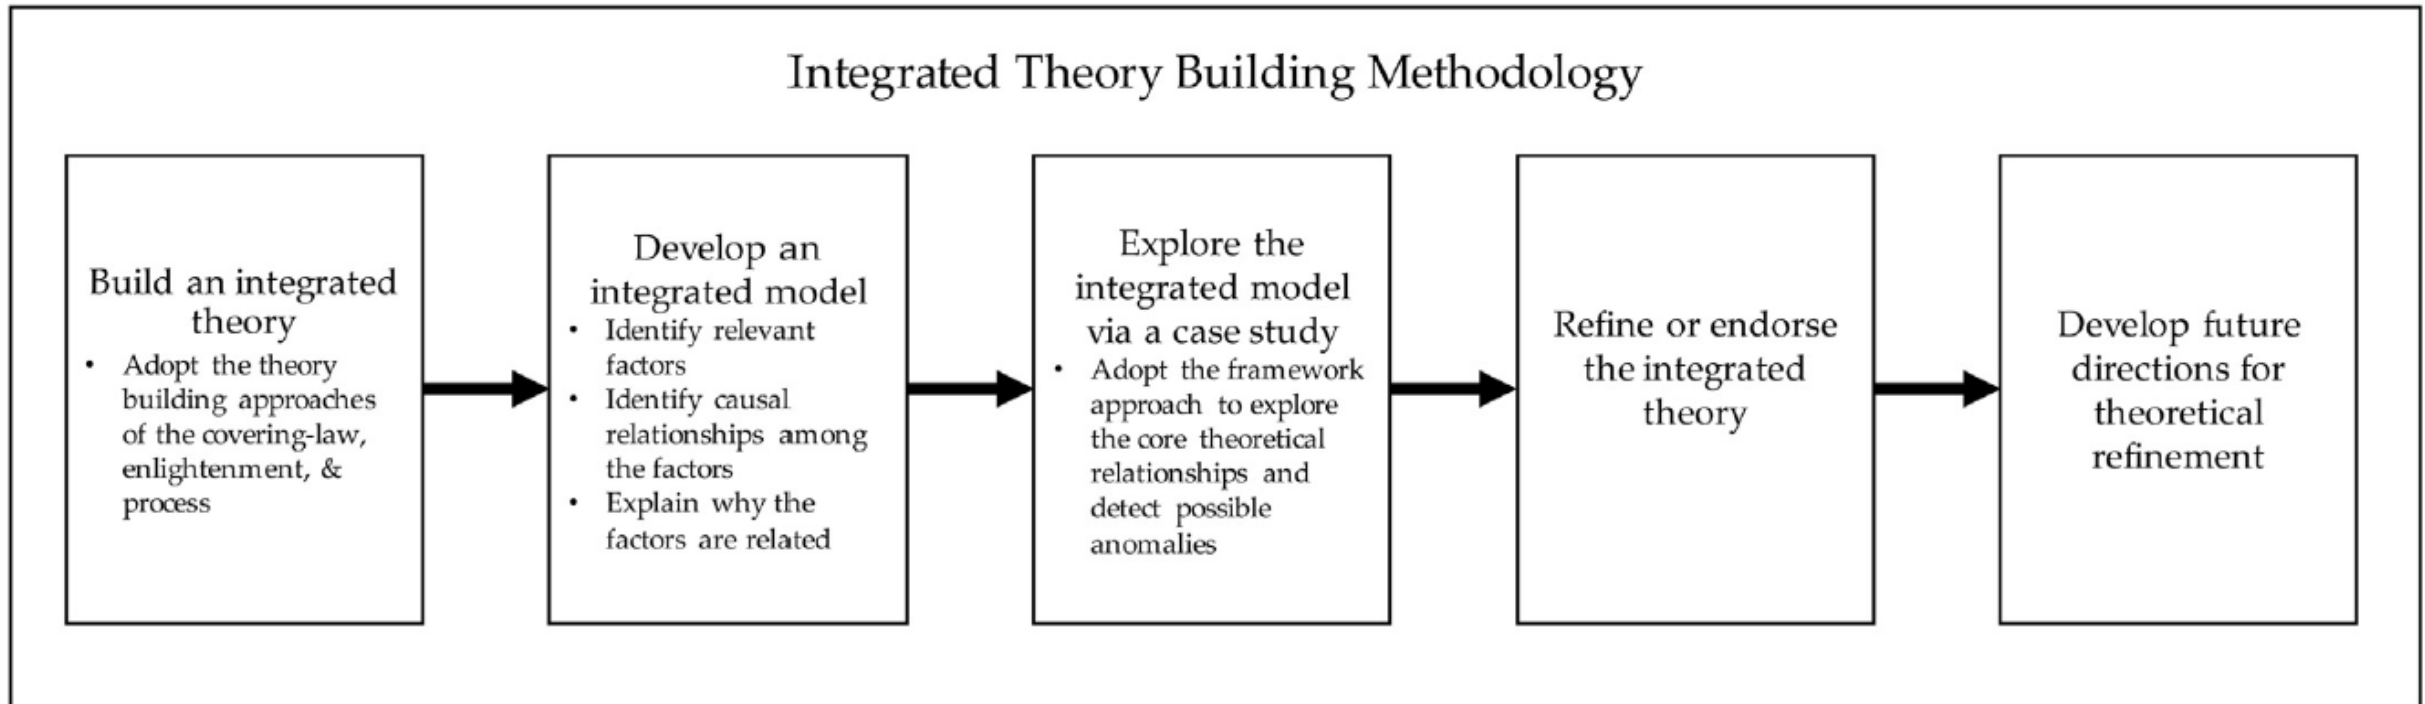 Integrated Theory Building Methodology
Build an integrated
theory
• Adopt the theory
building approaches
of the covering-law,
enlightenment, &
process
Develop an
integrated model
• Identify relevant
factors
• Identify causal
relationships among
the factors
• Explain why the
factors are related
Explore the
integrated model
via a case study
• Adopt the framework
approach to explore
the core theoretical
relationships and
detect possible
anomalies
Refine or endorse
the integrated
theory
Develop future
directions for
theoretical
refinement